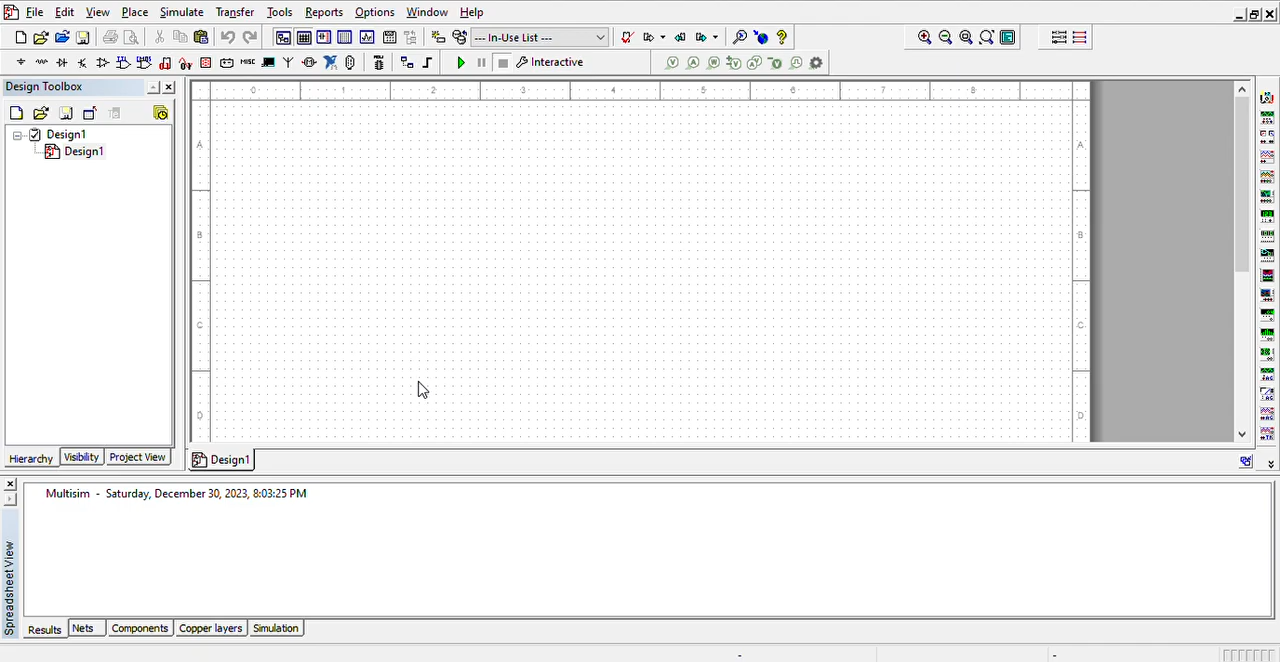 File Edit View Place Simulate Transfer Tools Reports Options Window Help
--- In-Use List ---
Interactive
Design Toolbox
0 1 2 3 4 5 6 7 8
Design1
Design1
A A
B B
C C
D D
Hierarchy Visibility Project View
Design1
Multisim - Saturday, December 30, 2023, 8:03:25 PM
Spreadsheet View
Results Nets Components Copper layers Simulation
- -